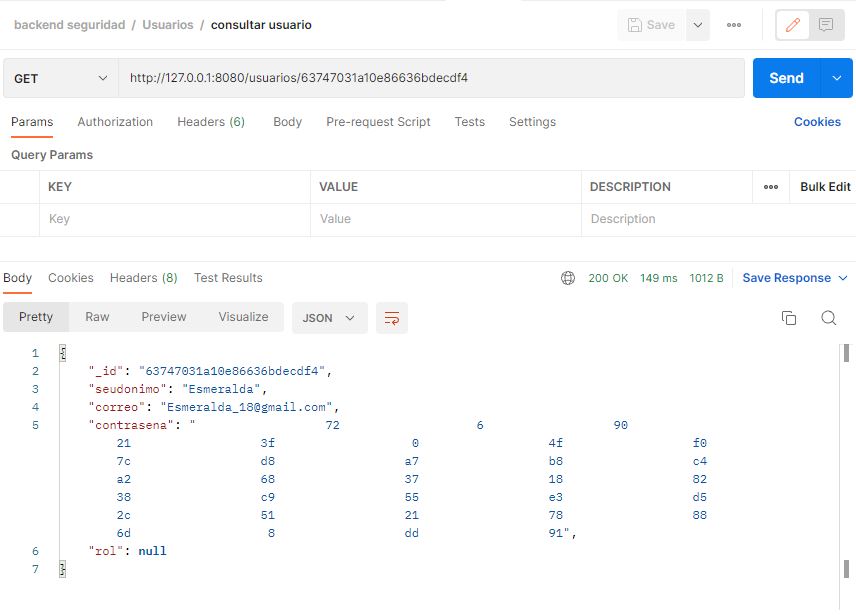 backend seguridad / Usuarios / consultar usuario
Save
GET http://127.0.0.1:8080/usuarios/63747031a10e86636bdecdf4 Send
Params Authorization Headers (6) Body Pre-request Script Tests Settings Cookies
Query Params
KEY VALUE DESCRIPTION Bulk Edit
Key Value Description
Body Cookies Headers (8) Test Results 200 OK 149 ms 1012 B Save Response
Pretty Raw Preview Visualize JSON
1 {
2 "_id": "63747031a10e86636bdecdf4",
3 "seudonimo": "Esmeralda",
4 "correo": "Esmeralda_18@gmail.com",
5 "contrasena": " 72 6 90
21 3f 0 4f f0
7c d8 a7 b8 c4
a2 68 37 18 82
38 c9 55 e3 d5
2c 51 21 78 88
6d 8 dd 91",
6 "rol": null
7 }